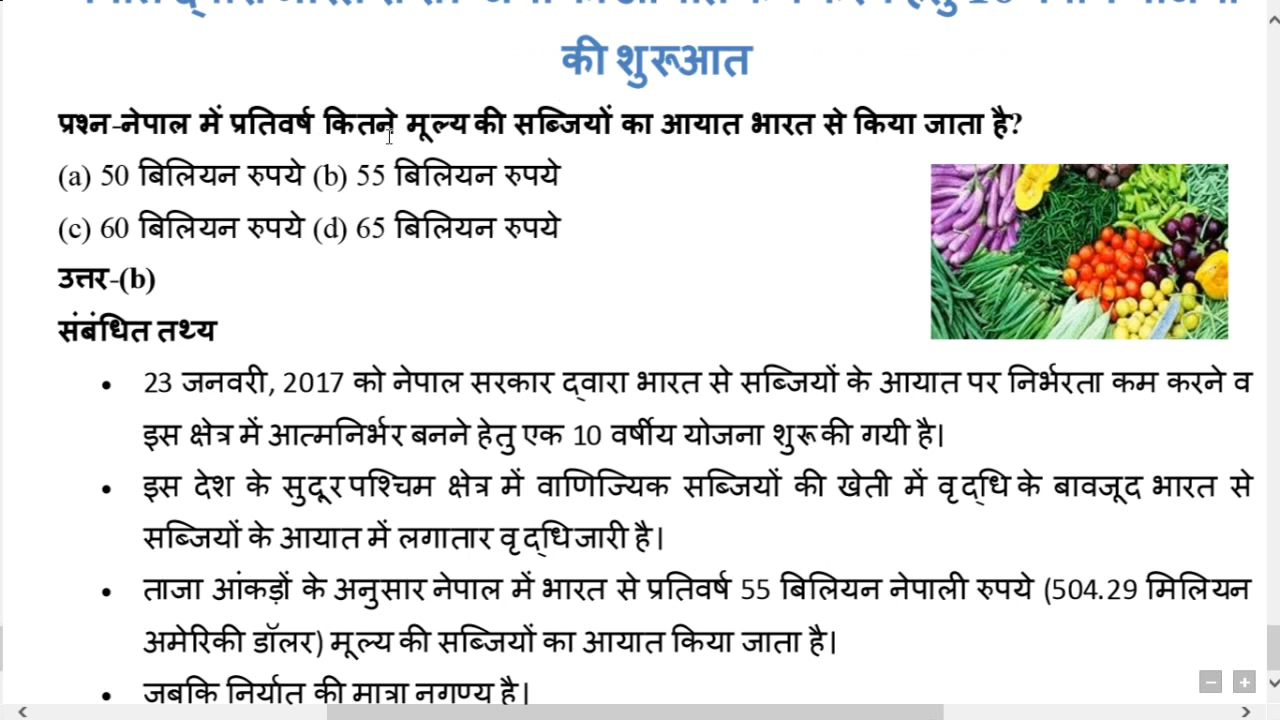 की शुरूआत
प्रश्न-नेपाल में प्रतिवर्ष कितने मूल्य की सब्जियों का आयात भारत से किया जाता है?
(a) 50 बिलियन रुपये (b) 55 बिलियन रुपये
(c) 60 बिलियन रुपये (d) 65 बिलियन रुपये
उत्तर-(b)
संबंधित तथ्य
• 23 जनवरी, 2017 को नेपाल सरकार द्वारा भारत से सब्जियों के आयात पर निर्भरता कम करने व
इस क्षेत्र में आत्मनिर्भर बनने हेतु एक 10 वर्षीय योजना शुरू की गयी है।
• इस देश के सुदूर पश्चिम क्षेत्र में वाणिज्यिक सब्जियों की खेती में वृद्धि के बावजूद भारत से
सब्जियों के आयात में लगातार वृद्धि जारी है।
• ताजा आंकड़ों के अनुसार नेपाल में भारत से प्रतिवर्ष 55 बिलियन नेपाली रुपये (504.29 मिलियन
अमेरिकी डॉलर) मूल्य की सब्जियों का आयात किया जाता है।
• जबकि निर्यात की मात्रा नगण्य है।